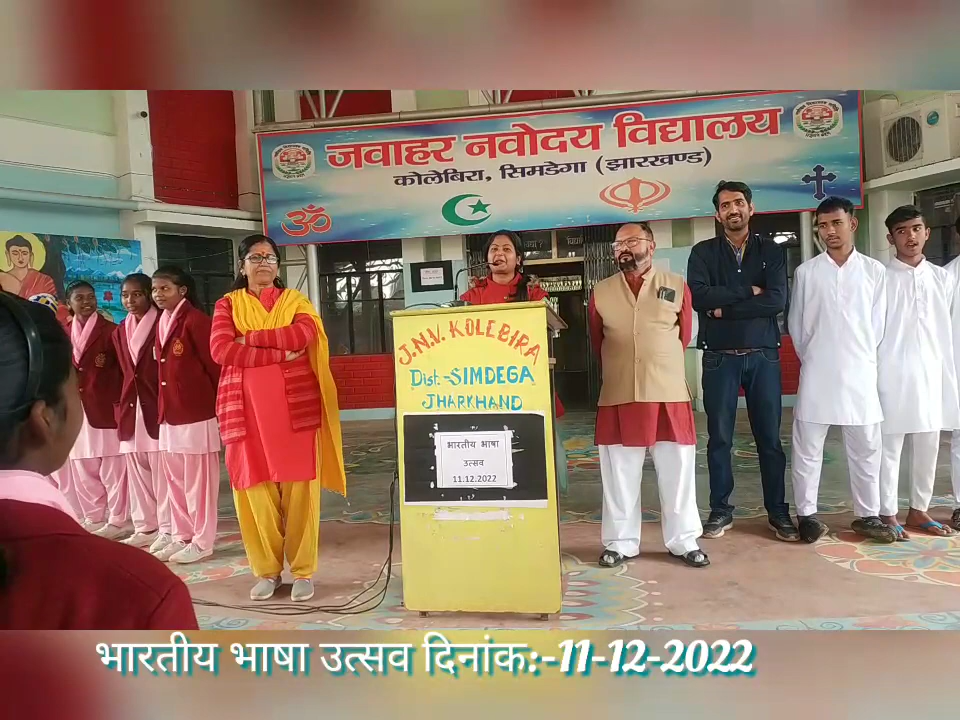 जवाहर नवोदय विद्यालय
कोलेबिरा, सिमडेगा (झारखण्ड)
J.N.V. KOLEBIRA
Dist.-SIMDEGA
JHARKHAND
भारतीय भाषा
उत्सव
11.12.2022
भारतीय भाषा उत्सव दिनांक:-11-12-2022